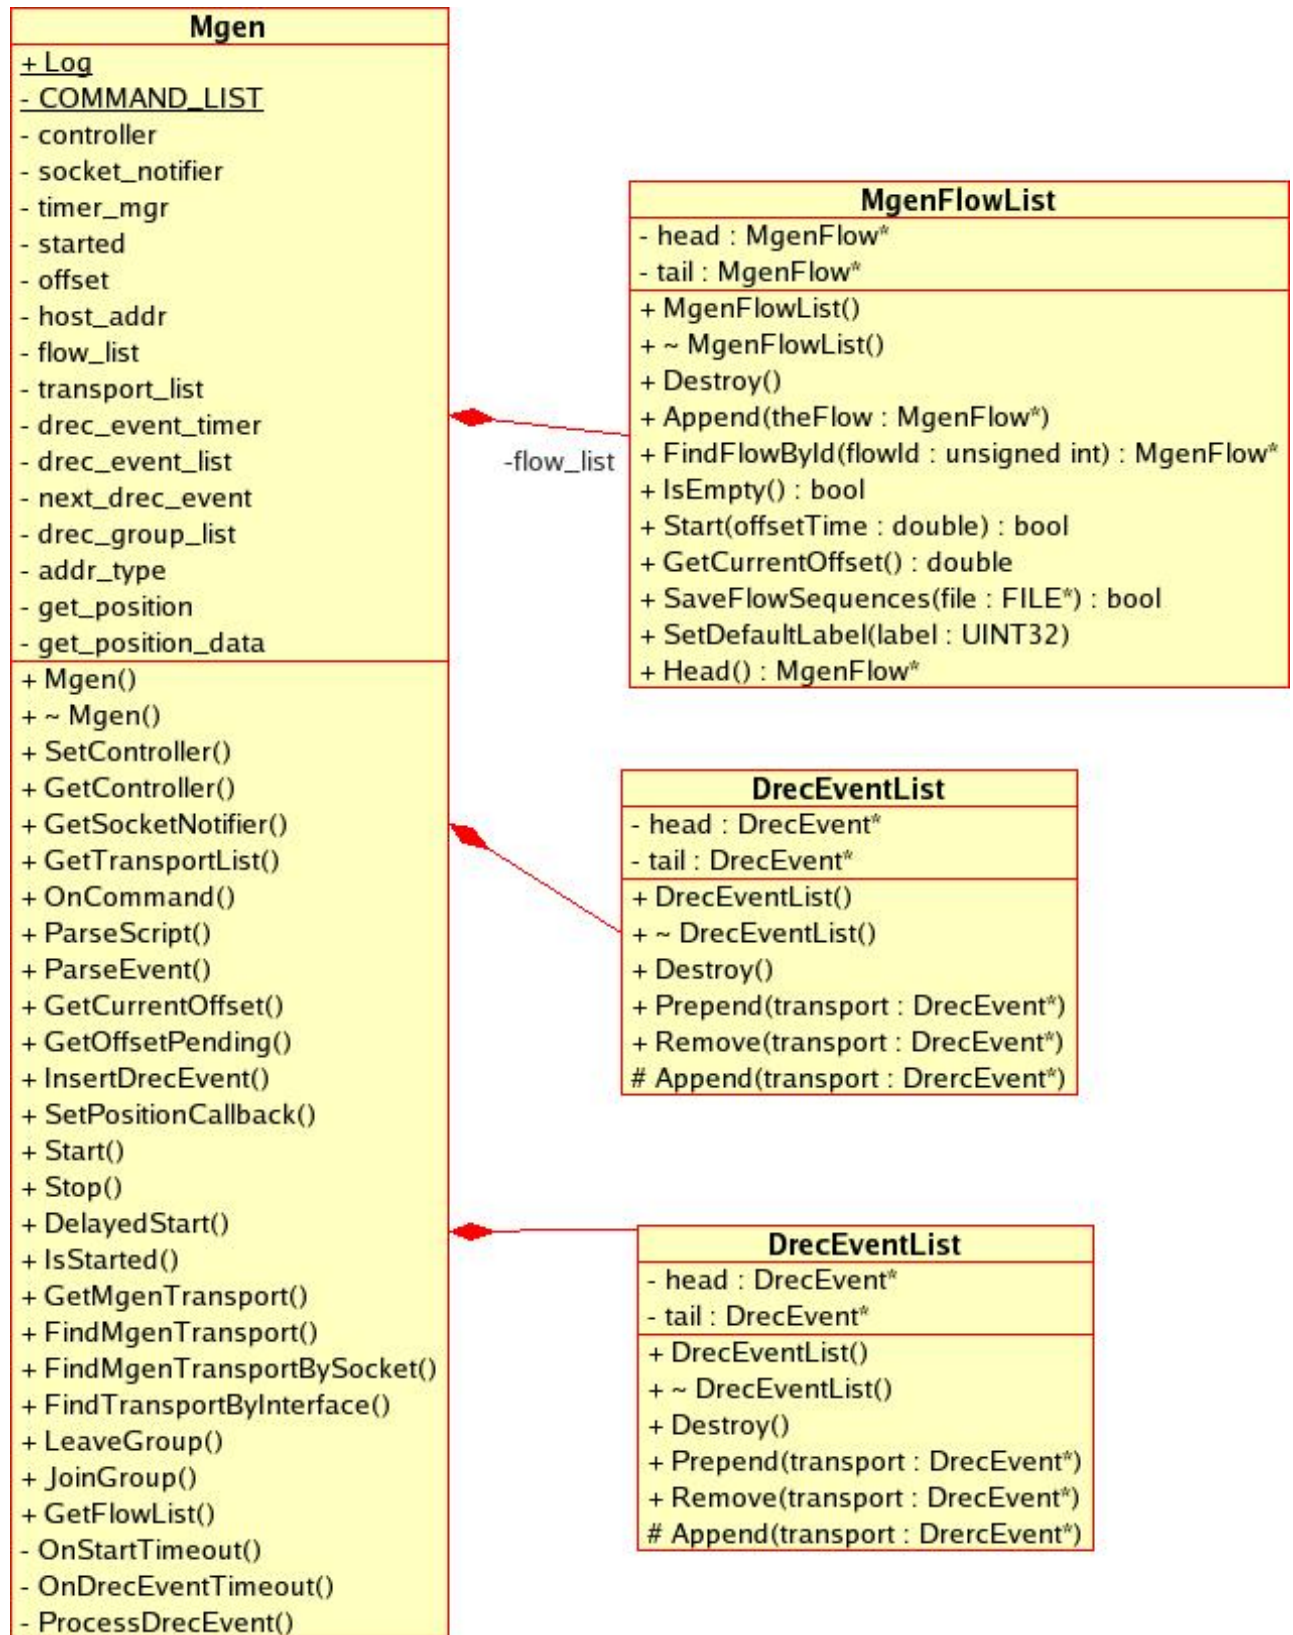 Mgen
+ Log
- COMMAND_LIST
- controller
- socket_notifier
- timer_mgr
- started
- offset
- host_addr
- flow_list
- transport_list
- drec_event_timer
- drec_event_list
- next_drec_event
- drec_group_list
- addr_type
- get_position
- get_position_data
+ Mgen()
+ ~ Mgen()
+ SetController()
+ GetController()
+ GetSocketNotifier()
+ GetTransportList()
+ OnCommand()
+ ParseScript()
+ ParseEvent()
+ GetCurrentOffset()
+ GetOffsetPending()
+ InsertDrecEvent()
+ SetPositionCallback()
+ Start()
+ Stop()
+ DelayedStart()
+ IsStarted()
+ GetMgenTransport()
+ FindMgenTransport()
+ FindMgenTransportBySocket()
+ FindTransportByInterface()
+ LeaveGroup()
+ JoinGroup()
+ GetFlowList()
- OnStartTimeout()
- OnDrecEventTimeout()
- ProcessDrecEvent()
-flow_list
MgenFlowList
- head : MgenFlow*
- tail : MgenFlow*
+ MgenFlowList()
+ ~ MgenFlowList()
+ Destroy()
+ Append(theFlow : MgenFlow*)
+ FindFlowById(flowId : unsigned int) : MgenFlow*
+ IsEmpty() : bool
+ Start(offsetTime : double) : bool
+ GetCurrentOffset() : double
+ SaveFlowSequences(file : FILE*) : bool
+ SetDefaultLabel(label : UINT32)
+ Head() : MgenFlow*
DrecEventList
- head : DrecEvent*
- tail : DrecEvent*
+ DrecEventList()
+ ~ DrecEventList()
+ Destroy()
+ Prepend(transport : DrecEvent*)
+ Remove(transport : DrecEvent*)
# Append(transport : DrercEvent*)
DrecEventList
- head : DrecEvent*
- tail : DrecEvent*
+ DrecEventList()
+ ~ DrecEventList()
+ Destroy()
+ Prepend(transport : DrecEvent*)
+ Remove(transport : DrecEvent*)
# Append(transport : DrercEvent*)